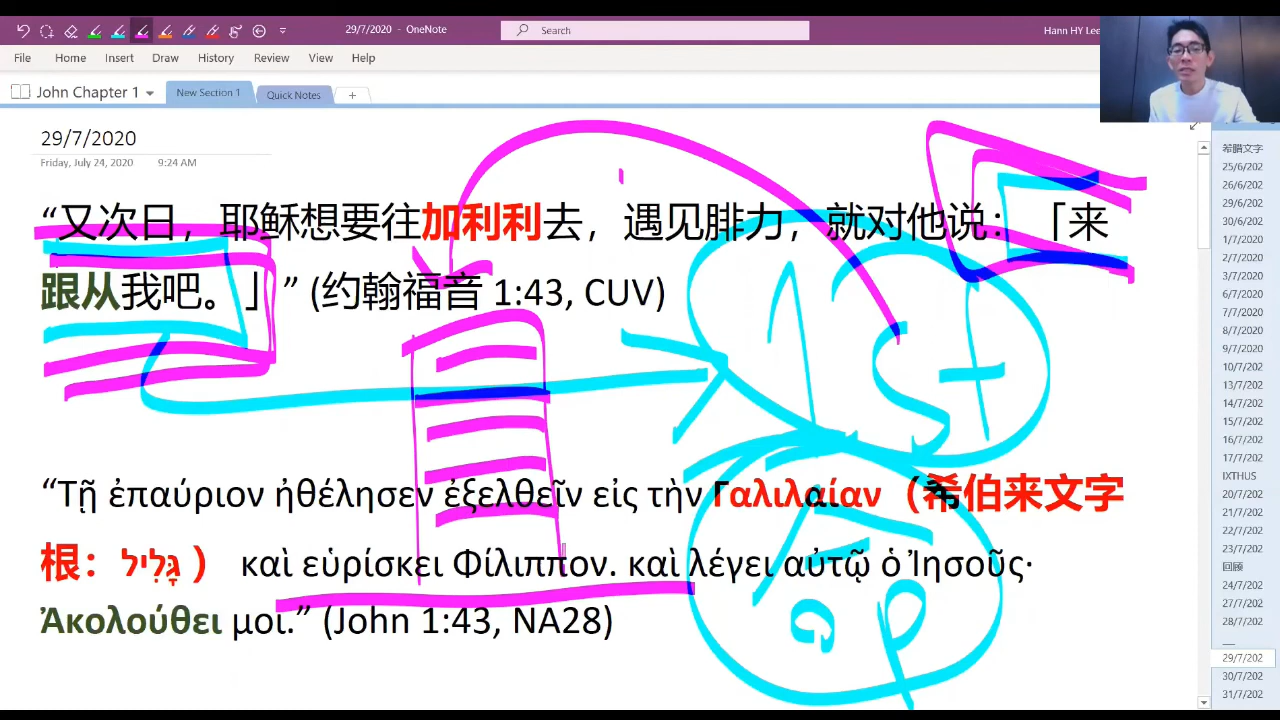 29/7/2020 - OneNote
Search
Hann HY Lee
File Home Insert Draw History Review View Help
John Chapter 1
New Section 1
Quick Notes
29/7/2020
Friday, July 24, 2020 9:24 AM
“又次日，耶稣想要往加利利去，遇见腓力，就对他说：「来
跟从我吧。」” (约翰福音 1:43, CUV)
1st
“Τῇ ἐπαύριον ἠθέλησεν ἐξελθεῖν εἰς τὴν Γαλιλαίαν（希伯来文字
根：גָּלִיל ） καὶ εὑρίσκει Φίλιππον. καὶ λέγει αὐτῷ ὁ Ἰησοῦς·
Ἀκολούθει μοι.” (John 1:43, NA28)
希腊文字
25/6/202
26/6/202
29/6/202
30/6/202
1/7/2020
2/7/2020
3/7/2020
6/7/2020
7/7/2020
8/7/2020
9/7/2020
10/7/202
13/7/202
14/7/202
15/7/202
16/7/202
17/7/202
IXTHUS
20/7/202
21/7/202
22/7/202
23/7/202
回顾
24/7/202
27/7/202
28/7/202
29/7/202
30/7/202
31/7/202